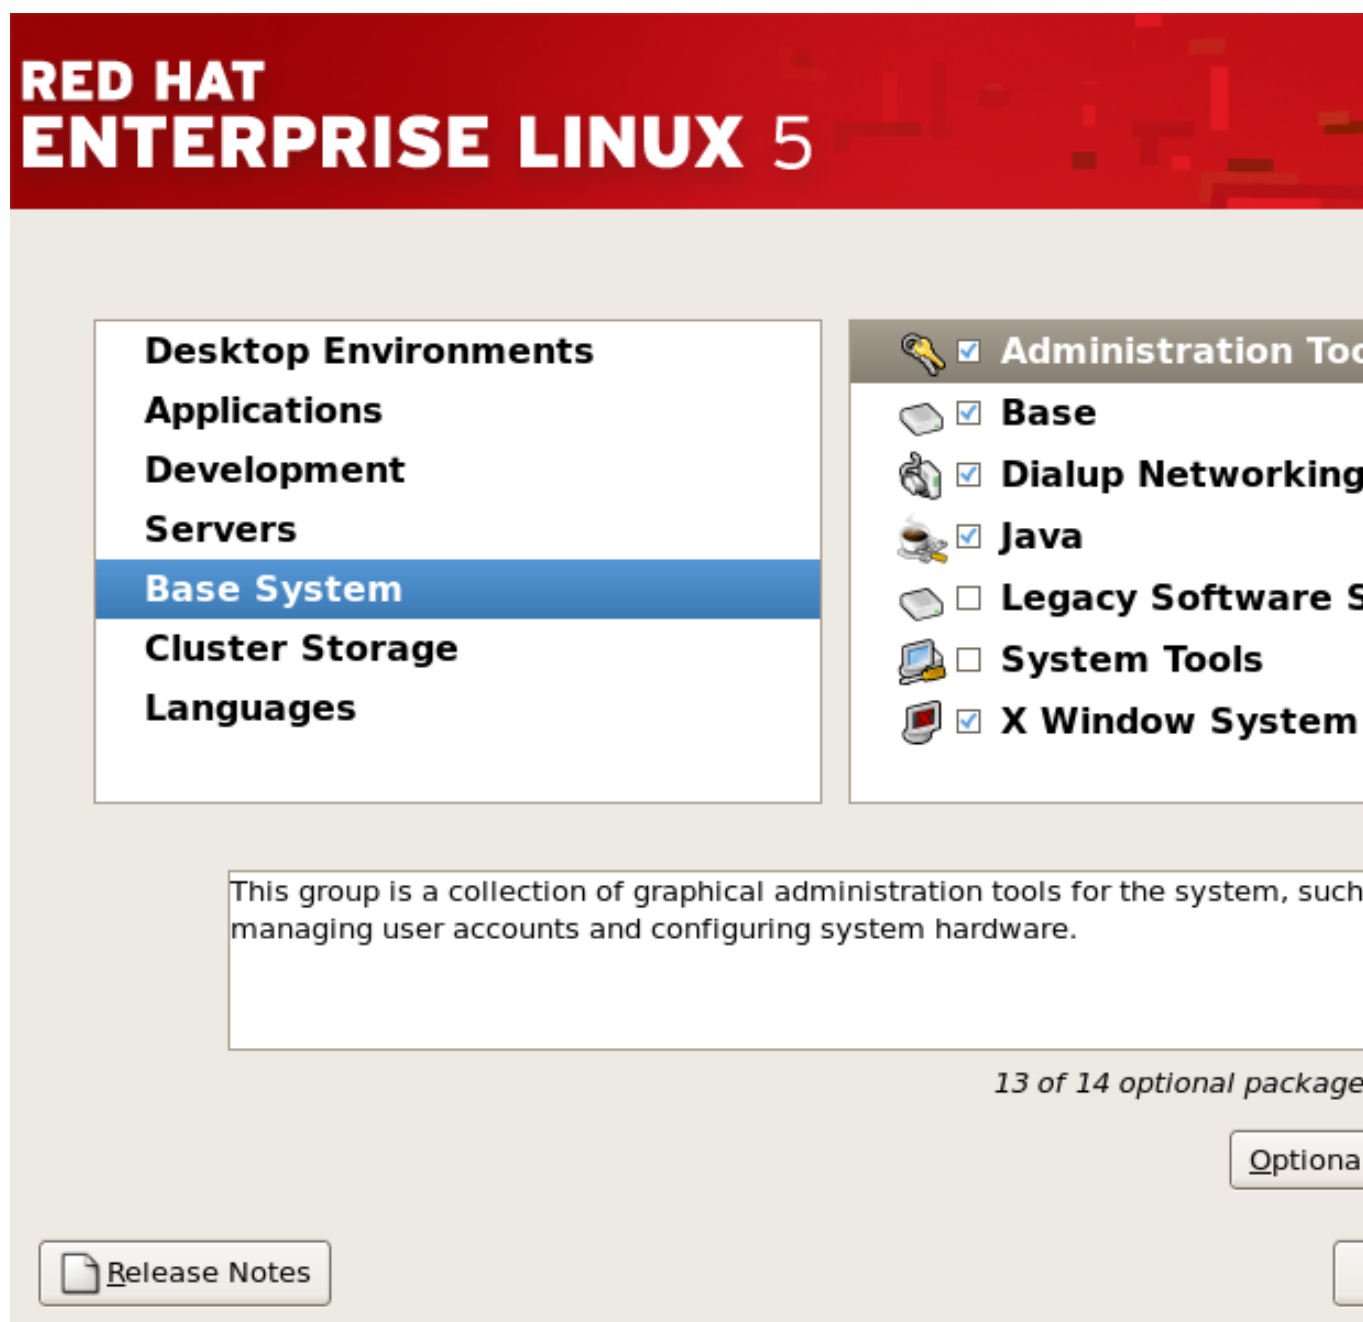 RED HAT
ENTERPRISE LINUX 5
Desktop Environments
Applications
Development
Servers
Base System
Cluster Storage
Languages
Administration
Base
Dialup Networking
Java
Legacy Software
System Tools
X Window System
This group is a collection of graphical administration tools for the system, such
managing user accounts and configuring system hardware.
13 of 14 optional package
Optiona
Release Notes